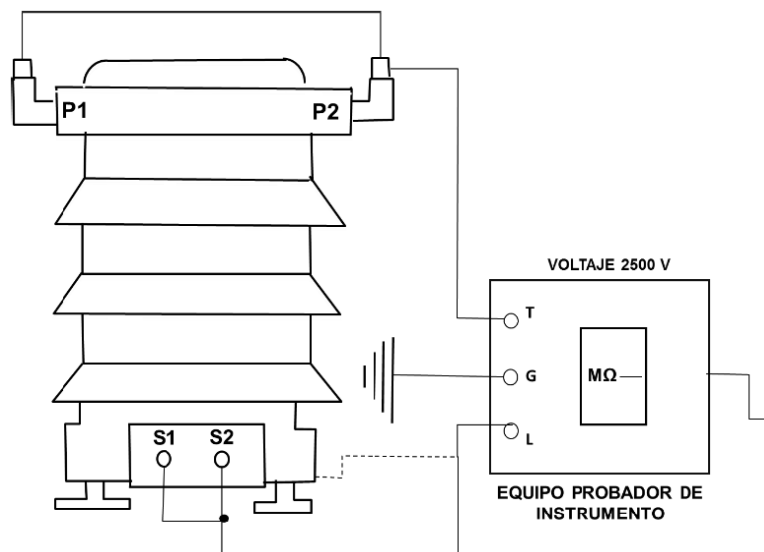 P1
P2
VOLTAJE 2500 V
T
MΩ
G
L
S1
S2
EQUIPO PROBADOR DE
INSTRUMENTO